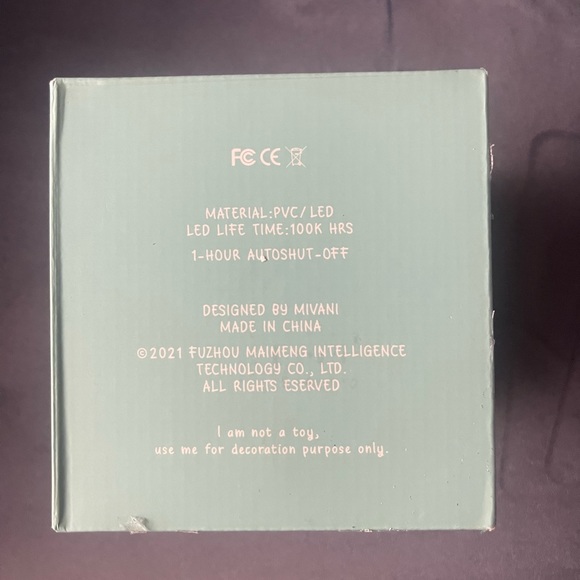 FC CE
MATERIAL:PVC/LED
LED LIFE TIME:100K HRS
1-HOUR AUTOSHUT-OFF
DESIGNED BY MIVANI
MADE IN CHINA
©2021 FUZHOU MAIMENG INTELLIGENCE
TECHNOLOGY CO., LTD.
ALL RIGHTS ESERVED
I am not a toy,
use me for decoration purpose only.